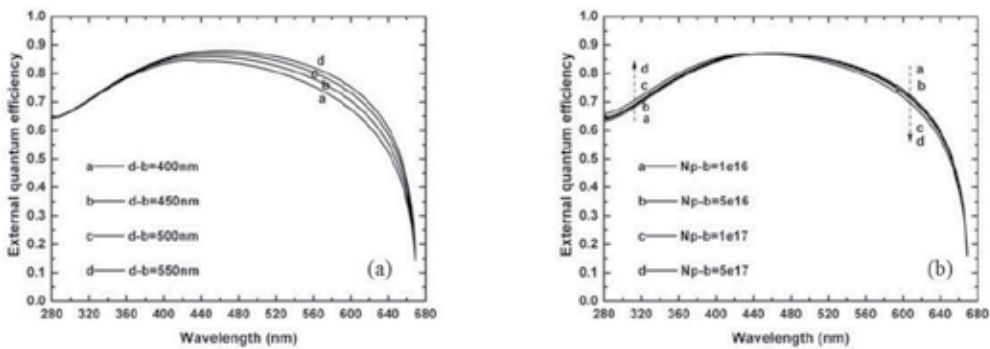 External quantum efficiency
1.0
0.9
0.8
0.7
0.6
0.5
0.4
0.3
0.2
0.1
0.0
d
c
b
a
a d-b=400nm
b d-b=450nm
c d-b=500nm
d d-b=550nm
(a)
280 320 360 400 440 480 520 560 600 640 680
Wavelength (nm)
External quantum efficiency
1.0
0.9
0.8
0.7
0.6
0.5
0.4
0.3
0.2
0.1
0.0
d
c
b
a
a
b
c
d
a Np-b=1e16
b Np-b=5e16
c Np-b=1e17
d Np-b=5e17
(b)
280 320 360 400 440 480 520 560 600 640 680
Wavelength (nm)